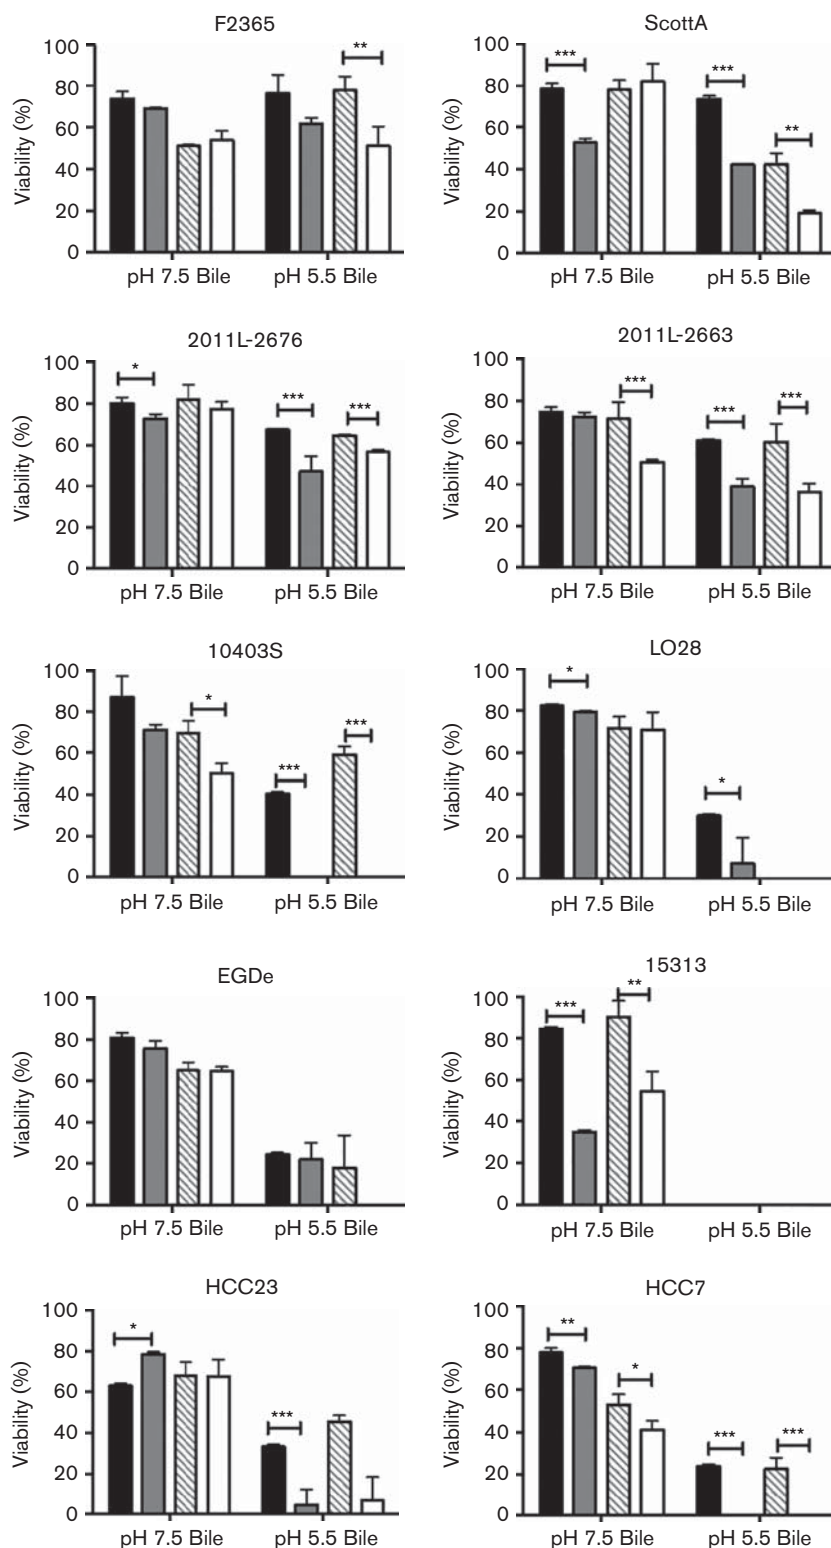 F2365
100
80
60
40
20
0
Viability (%)
**
pH 7.5 Bile
pH 5.5 Bile
ScottA
100
80
60
40
20
0
Viability (%)
***
***
**
pH 7.5 Bile
pH 5.5 Bile
2011L-2676
100
80
60
40
20
0
Viability (%)
*
***
***
pH 7.5 Bile
pH 5.5 Bile
2011L-2663
100
80
60
40
20
0
Viability (%)
***
***
***
pH 7.5 Bile
pH 5.5 Bile
10403S
100
80
60
40
20
0
Viability (%)
*
***
***
pH 7.5 Bile
pH 5.5 Bile
LO28
100
80
60
40
20
0
Viability (%)
*
*
pH 7.5 Bile
pH 5.5 Bile
EGDe
100
80
60
40
20
0
Viability (%)
pH 7.5 Bile
pH 5.5 Bile
15313
100
80
60
40
20
0
Viability (%)
***
**
pH 7.5 Bile
pH 5.5 Bile
HCC23
100
80
60
40
20
0
Viability (%)
*
***
pH 7.5 Bile
pH 5.5 Bile
HCC7
100
80
60
40
20
0
Viability (%)
**
*
***
***
pH 7.5 Bile
pH 5.5 Bile